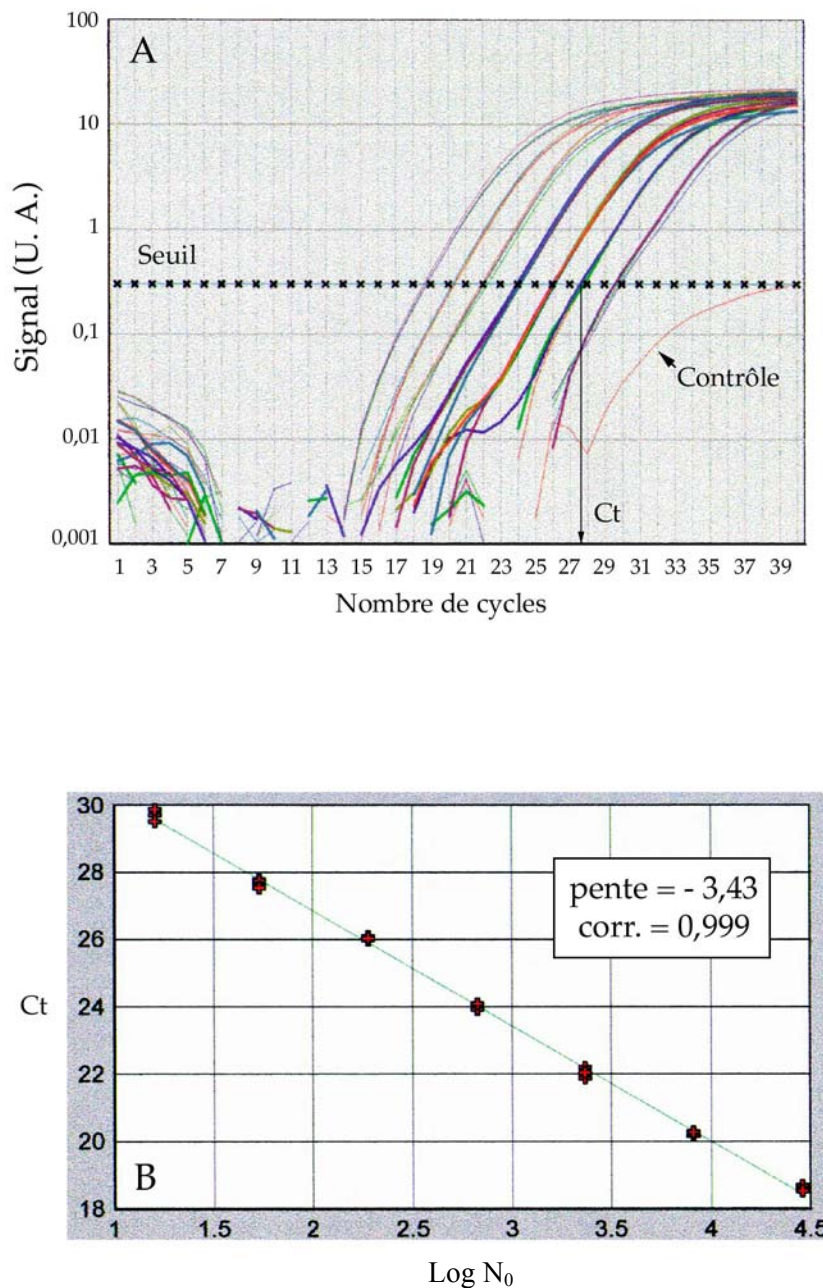 A
100
10
1
0,1
0,01
0,001
Signal (U. A.)
Seuil
Contrôle
Ct
1 3 5 7 9 11 13 15 17 19 21 23 25 27 29 31 33 35 37 39
Nombre de cycles
30
28
26
24
22
20
18
Ct
pente = - 3,43
corr. = 0,999
B
1 1.5 2 2.5 3 3.5 4 4.5
Log N₀